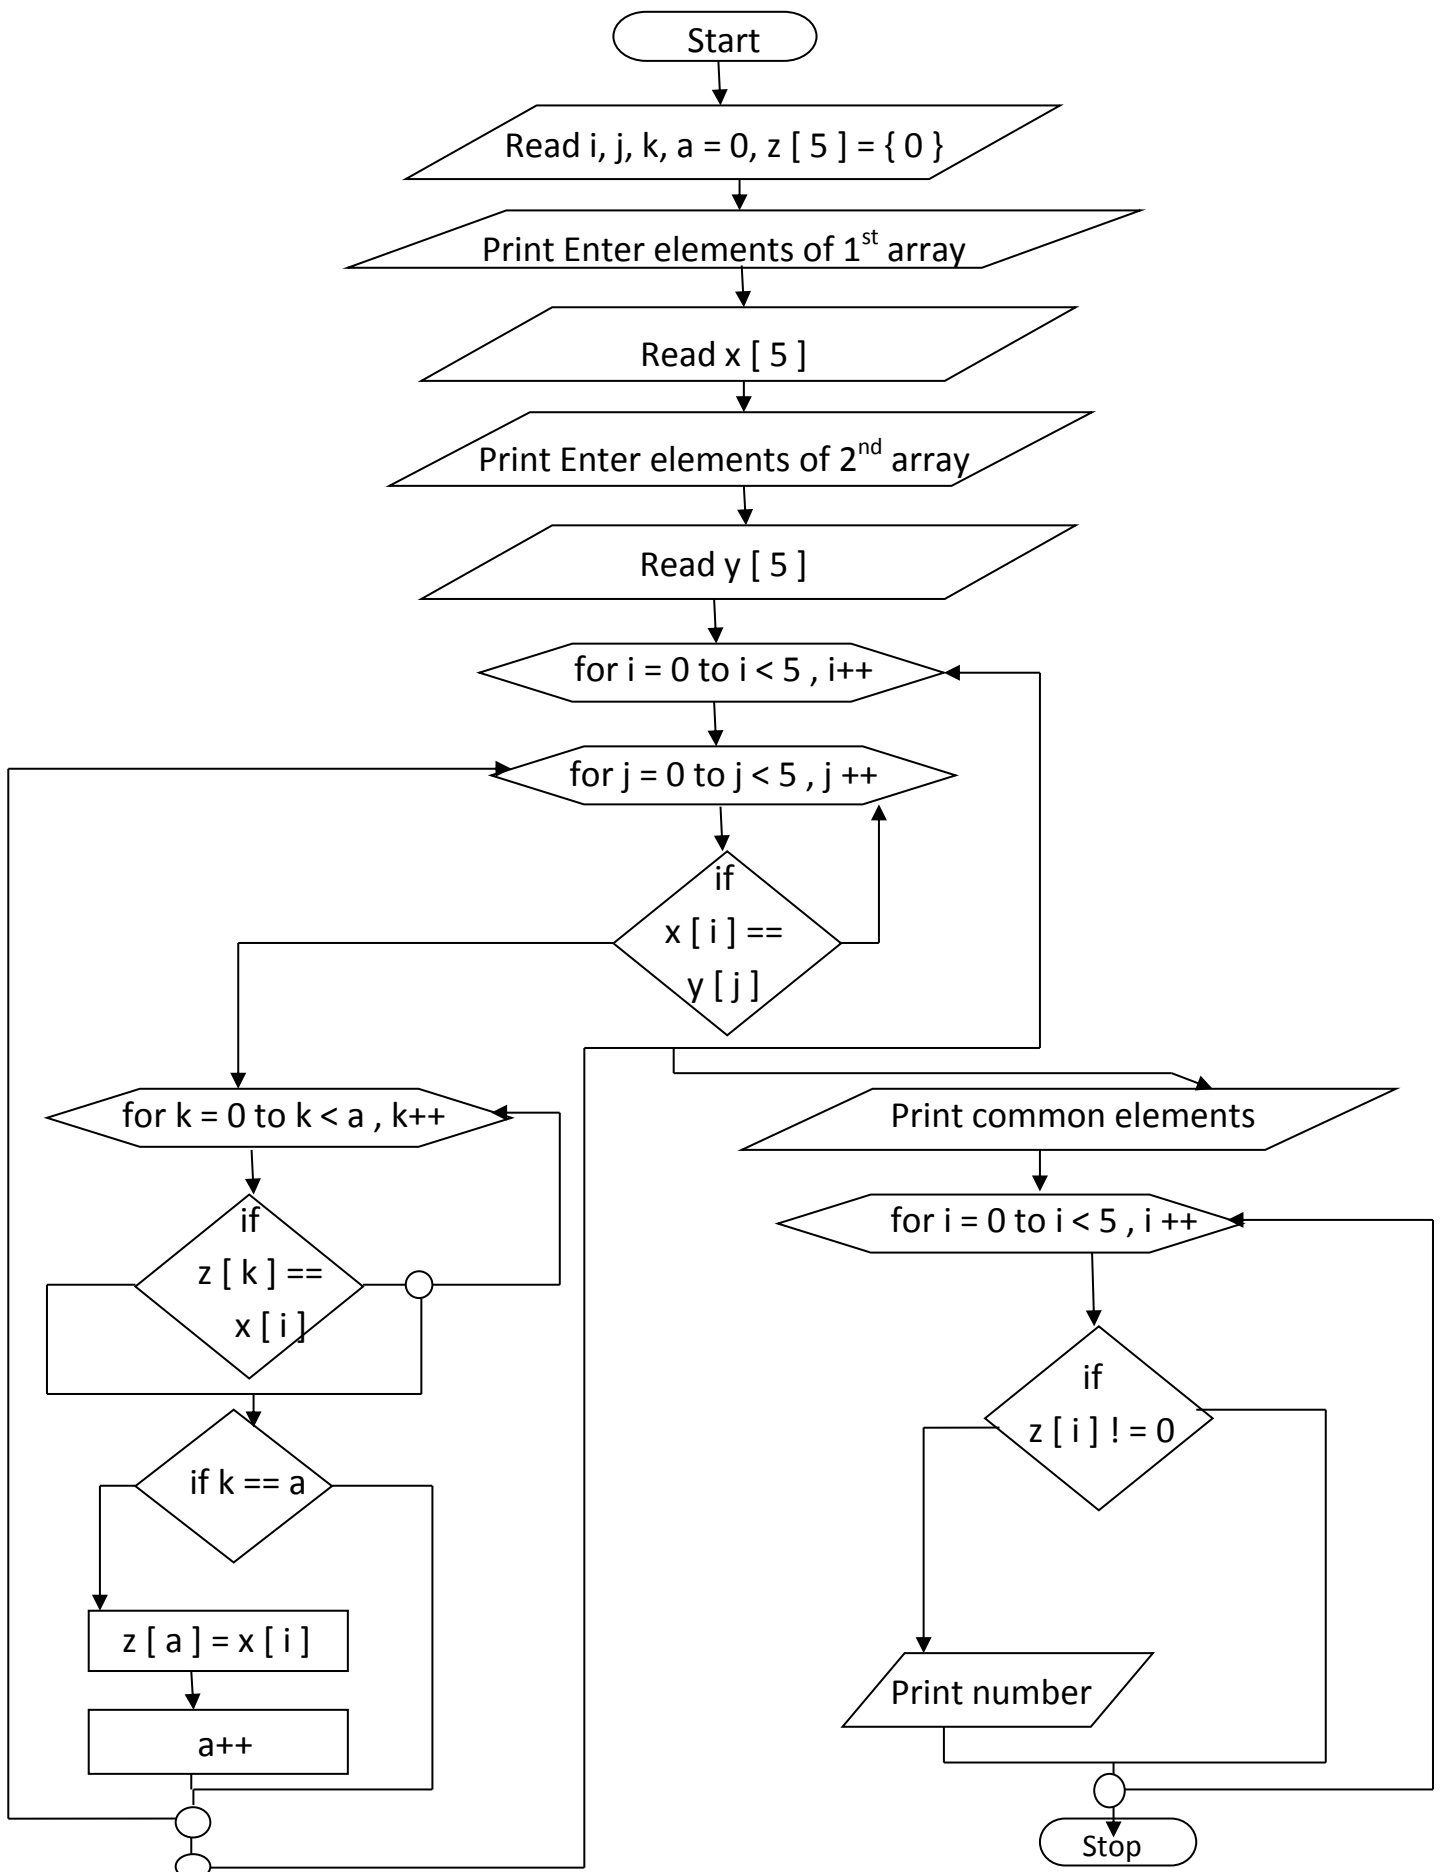 Start
Read i, j, k, a = 0, z [ 5 ] = { 0 }
Print Enter elements of 1st array
Read x [ 5 ]
Print Enter elements of 2nd array
Read y [ 5 ]
for i = 0 to i < 5 , i++
for j = 0 to j < 5 , j ++
if
x [ i ] ==
y [ j ]
for k = 0 to k < a , k++
if
z [ k ] ==
x [ i ]
if k == a
z [ a ] = x [ i ]
a++
Print common elements
for i = 0 to i < 5 , i ++
if
z [ i ] ! = 0
Print number
Stop